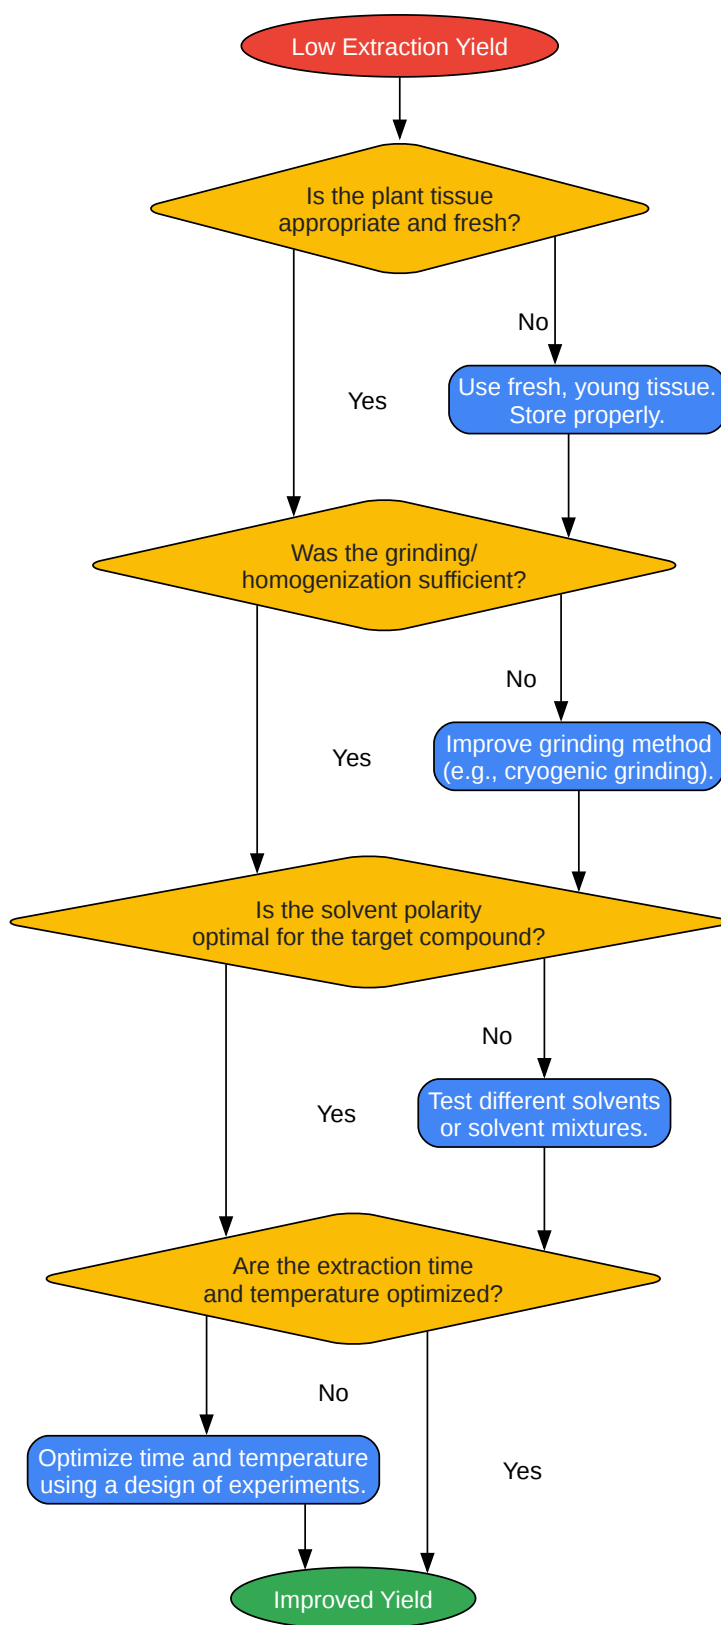 Low Extraction Yield
Is the plant tissue
appropriate and fresh?
No
Yes
Use fresh, young tissue.
Store properly.
Was the grinding/
homogenization sufficient?
No
Yes
Improve grinding method
(e.g., cryogenic grinding).
Is the solvent polarity
optimal for the target compound?
No
Yes
Test different solvents
or solvent mixtures.
Are the extraction time
and temperature optimized?
No
Yes
Optimize time and temperature
using a design of experiments.
Improved Yield